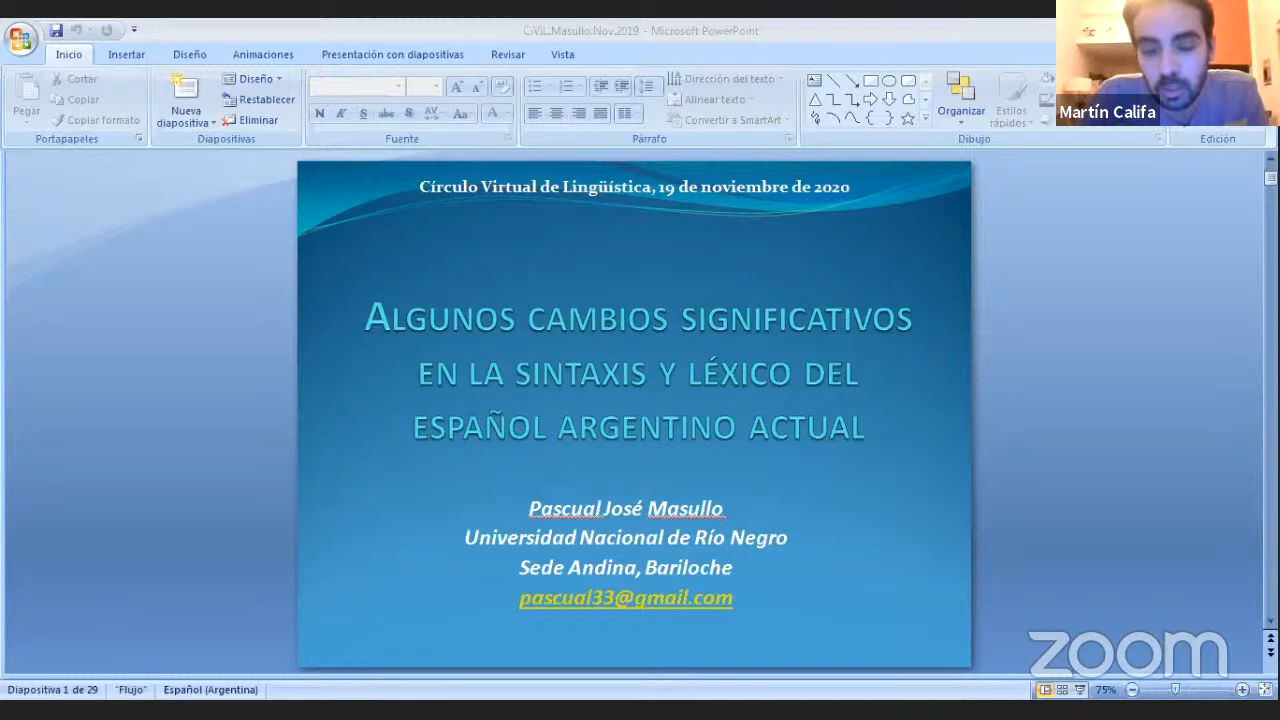 CiViL.Masullo.Nov.2019 - Microsoft PowerPoint
Inicio
Insertar
Diseño
Animaciones
Presentación con diapositivas
Revisar
Vista
Pegar
Cortar
Copiar
Copiar formato
Portapapeles
Nueva
diapositiva
Diseño
Restablecer
Eliminar
Diapositivas
N K S abc S AV Aa A
Fuente
Dirección del texto
Alinear texto
Convertir a SmartArt
Párrafo
Organizar
Estilos
rápidos
Dibujo
Edición
Martín Califa
Círculo Virtual de Lingüística, 19 de noviembre de 2020
ALGUNOS CAMBIOS SIGNIFICATIVOS
EN LA SINTAXIS Y LÉXICO DEL
ESPAÑOL ARGENTINO ACTUAL
Pascual José Masullo
Universidad Nacional de Río Negro
Sede Andina, Bariloche
pascual33@gmail.com
zoom
Diapositiva 1 de 29
"Flujo"
Español (Argentina)
75%